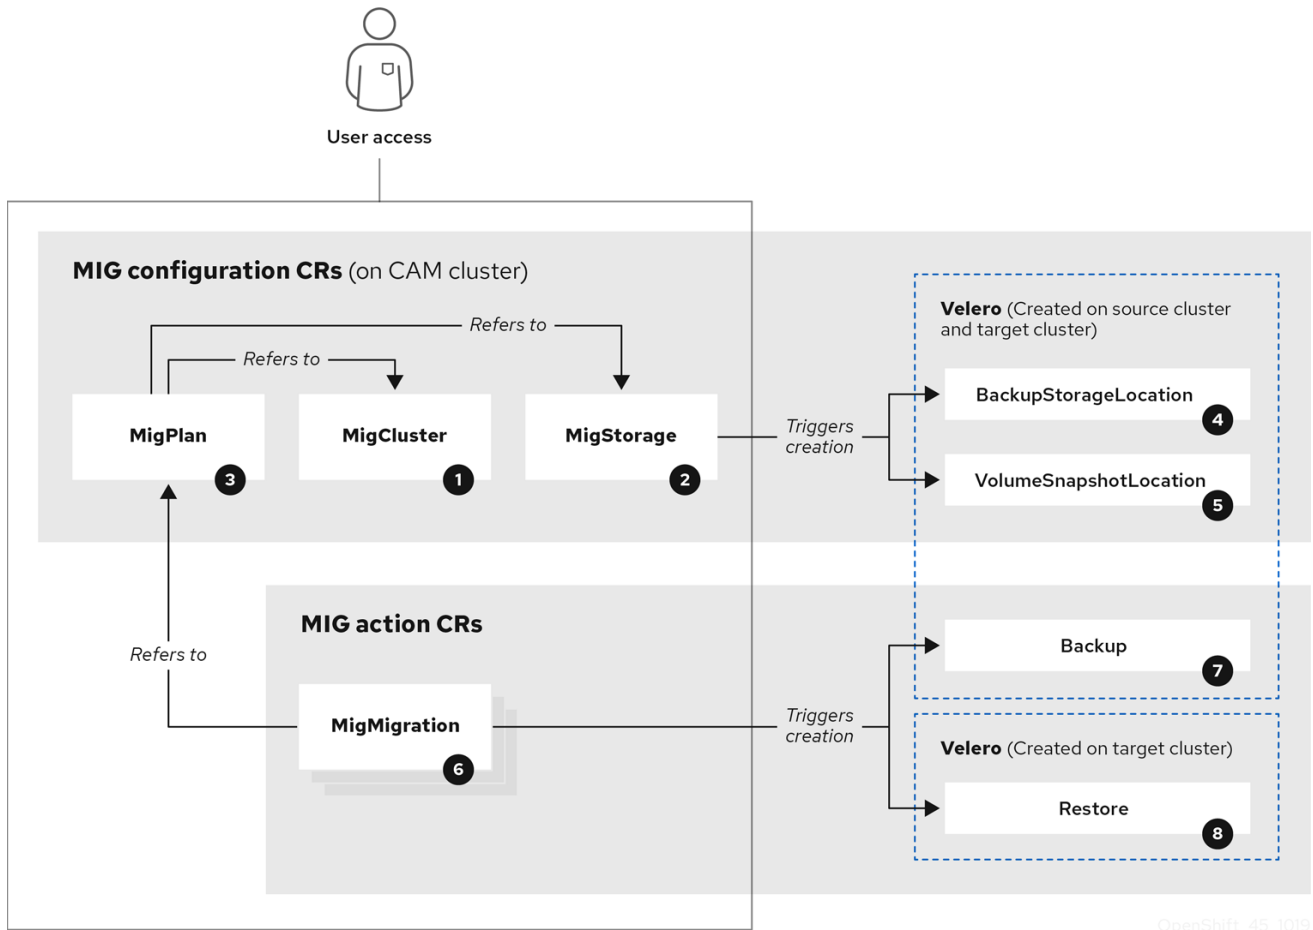 User access
MIG configuration CRs (on CAM cluster)
Refers to
Refers to
MigPlan
3
MigCluster
1
MigStorage
2
Triggers
creation
Velero (Created on source cluster
and target cluster)
BackupStorageLocation
4
VolumeSnapshotLocation
5
MIG action CRs
Refers to
MigMigration
6
Triggers
creation
Backup
7
Velero (Created on target cluster)
Restore
8
OpenShift_45_1019